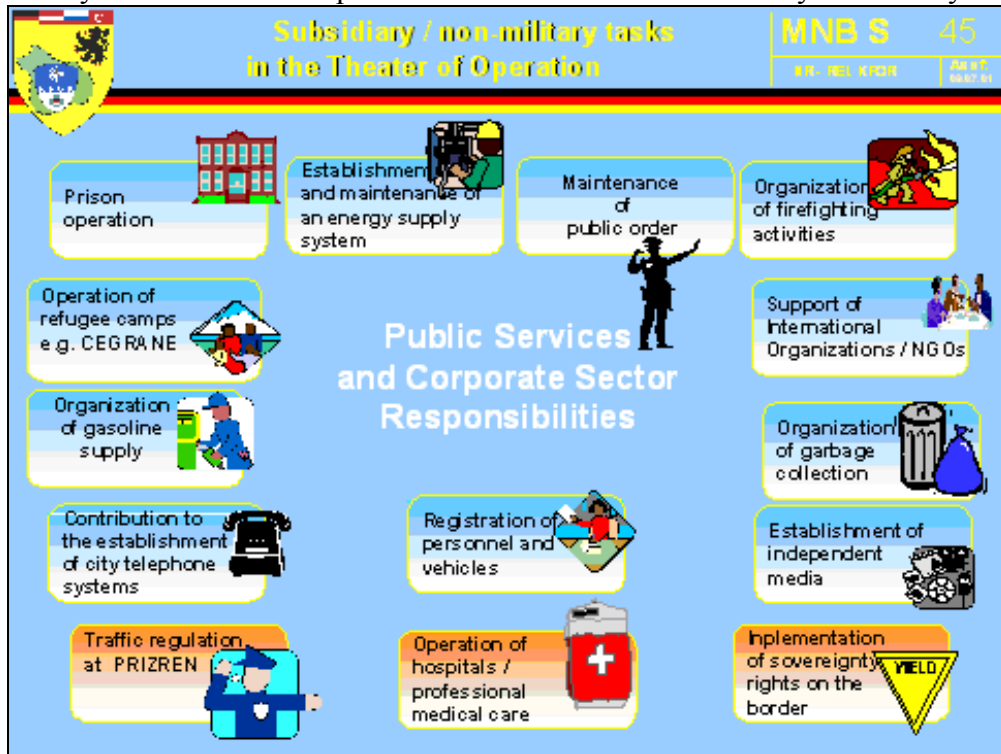 Subsidiary / non-military tasks
in the Theater of Operation
MNB S
45
Prison
operation
Establishment
and maintenance of
an energy supply
system
Maintenance
of
public order
Organization
of firefighting
activities
Operation of
refugee camps
e.g. CEGRANE
Public Services
and Corporate Sector
Responsibilities
Support of
International
Organizations / NGOs
Organization
of gasoline
supply
Organization
of garbage
collection
Contribution to
the establishment
of city telephone
systems
Registration of
personnel and
vehicles
Establishment of
independent
media
Traffic regulation
at PRIZREN
Operation of
hospitals /
professional
medical care
Inplementation
of sovereignty
rights on the
border
YIELD